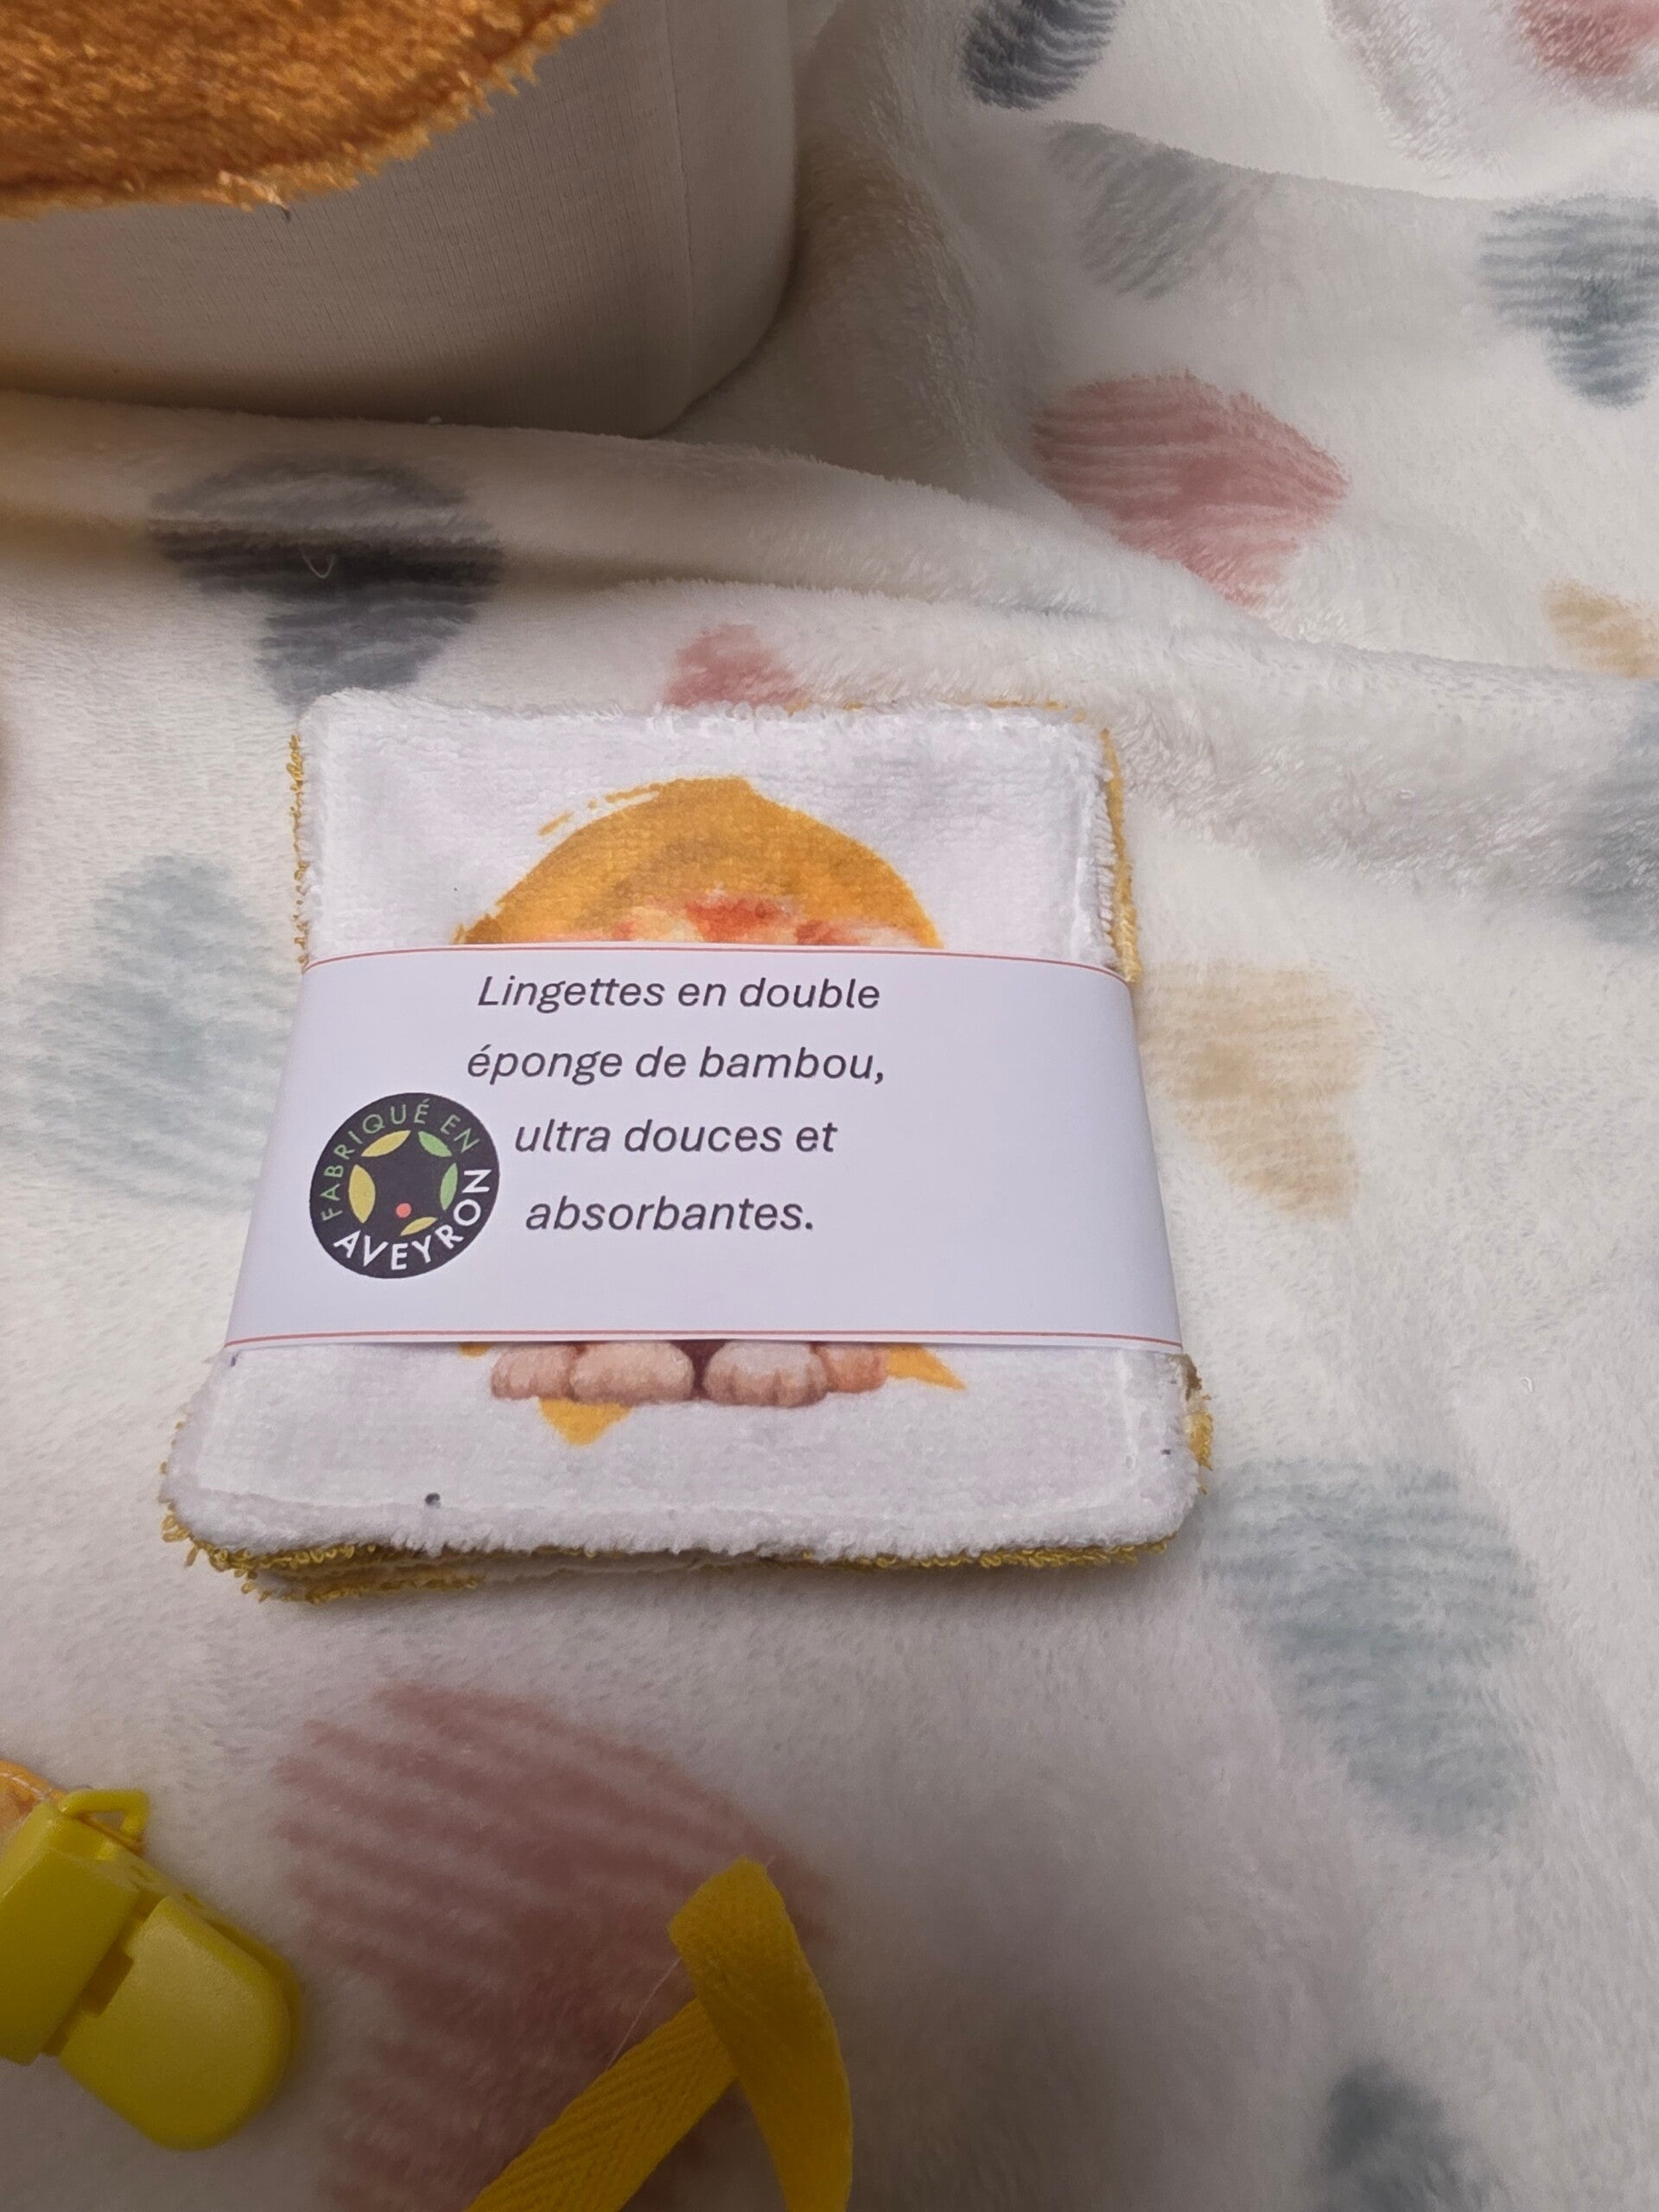 Lingettes en double
éponge de bambou,
ultra douces et
absorbantes.
FABRIQUÉ EN
AVEYRON